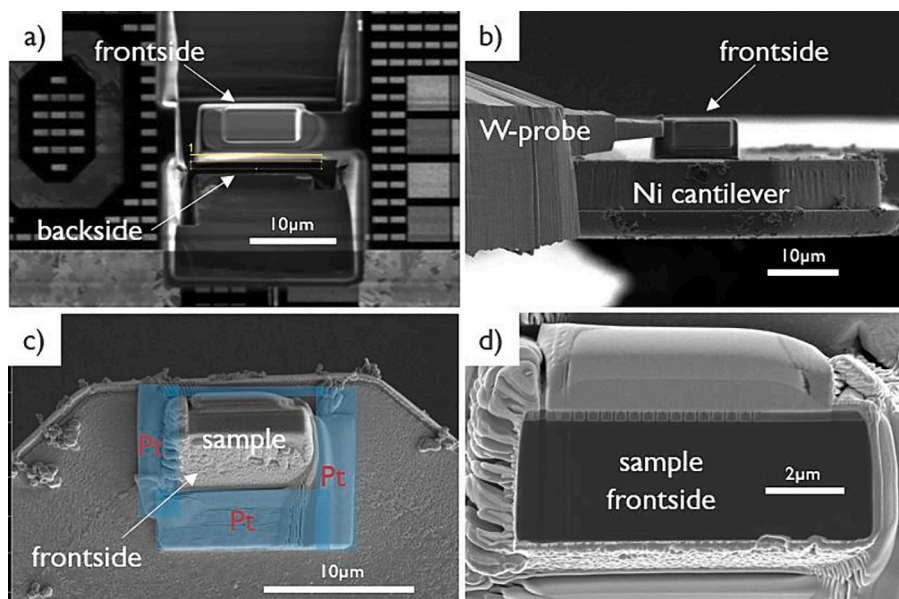 a)
frontside
1
backside
10µm
b)
frontside
W-probe
Ni cantilever
10µm
c)
Pt
sample
Pt
Pt
frontside
10µm
d)
sample
frontside
2µm